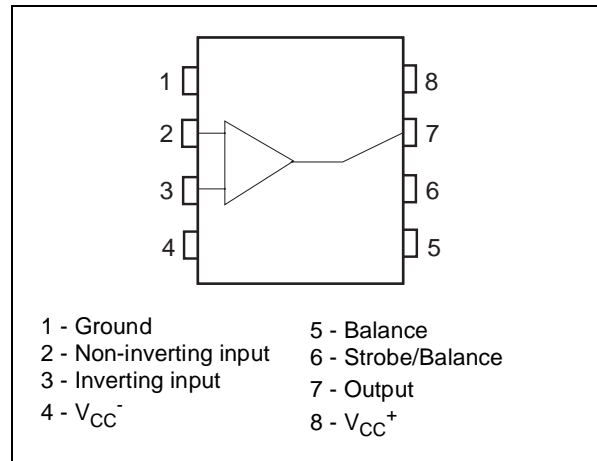 1 8
2 7
3 6
4 5
1 - Ground
2 - Non-inverting input
3 - Inverting input
4 - VCC-
5 - Balance
6 - Strobe/Balance
7 - Output
8 - VCC+